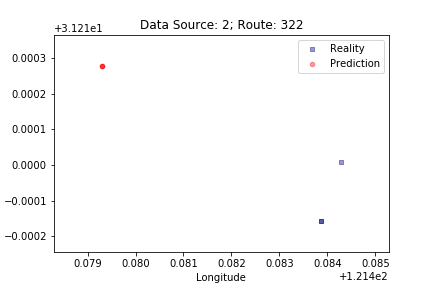 Data Source: 2; Route: 322
+3.121e1
Reality
Prediction
0.0003
0.0002
0.0001
0.0000
−0.0001
−0.0002
0.079 0.080 0.081 0.082 0.083 0.084 0.085
Longitude
+1.214e2